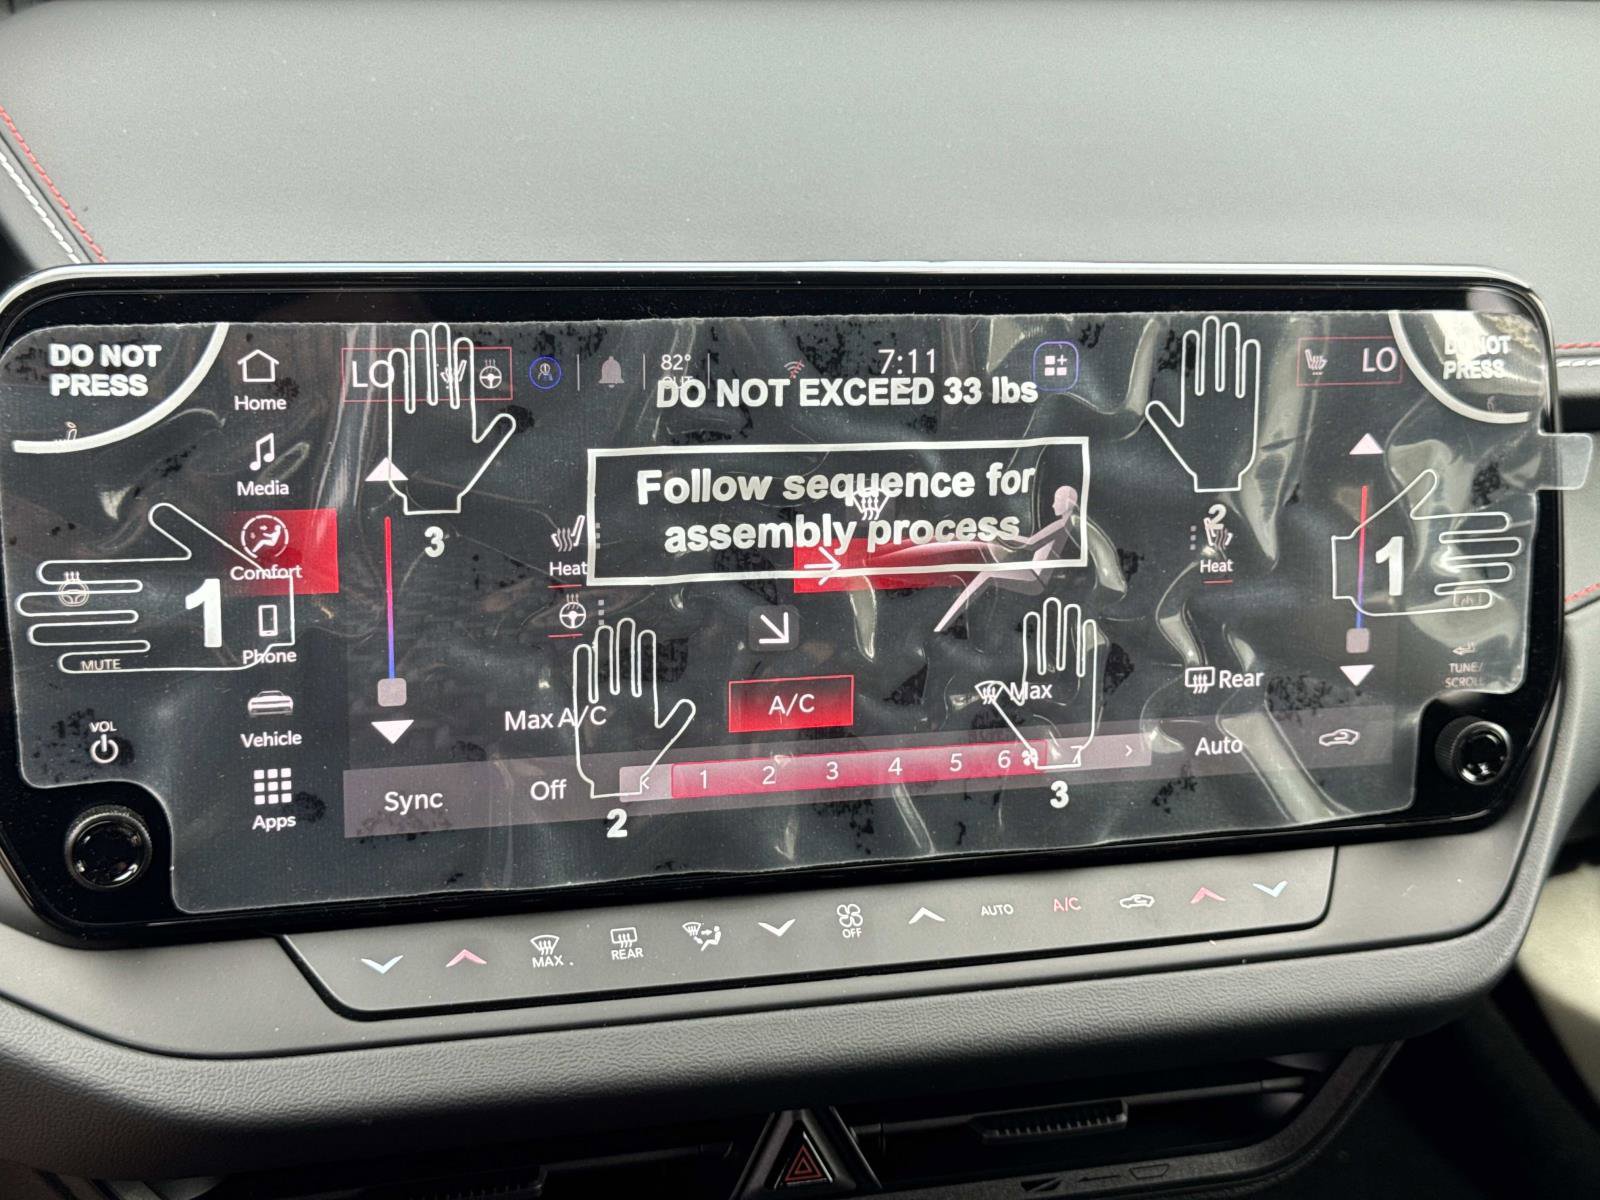 DO NOT
PRESS
Home
LO
82°
OUT
7:11
LO
DO NOT
PRESS
DO NOT EXCEED 33 lbs
Media
Follow sequence for
assembly process
3
2
Comfort
Heat
Heat
1
1
Phone
MUTE
TUNE/
SCROLL
Max
Rear
Max A/C
A/C
VOL
Vehicle
Auto
Sync
Off
< 1 2 3 4 5 6 7 >
Apps
2
3
MAX
REAR
OFF
AUTO
A/C